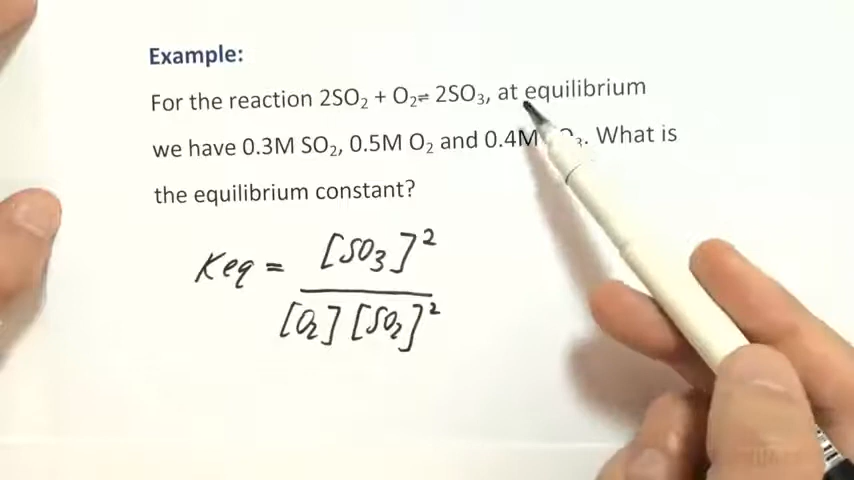 Example:
For the reaction 2SO₂ + O₂⇌ 2SO₃, at equilibrium
we have 0.3M SO₂, 0.5M O₂ and 0.4M O₃. What is
the equilibrium constant?
Keq = [SO₃]²
[O₂] [SO₂]²